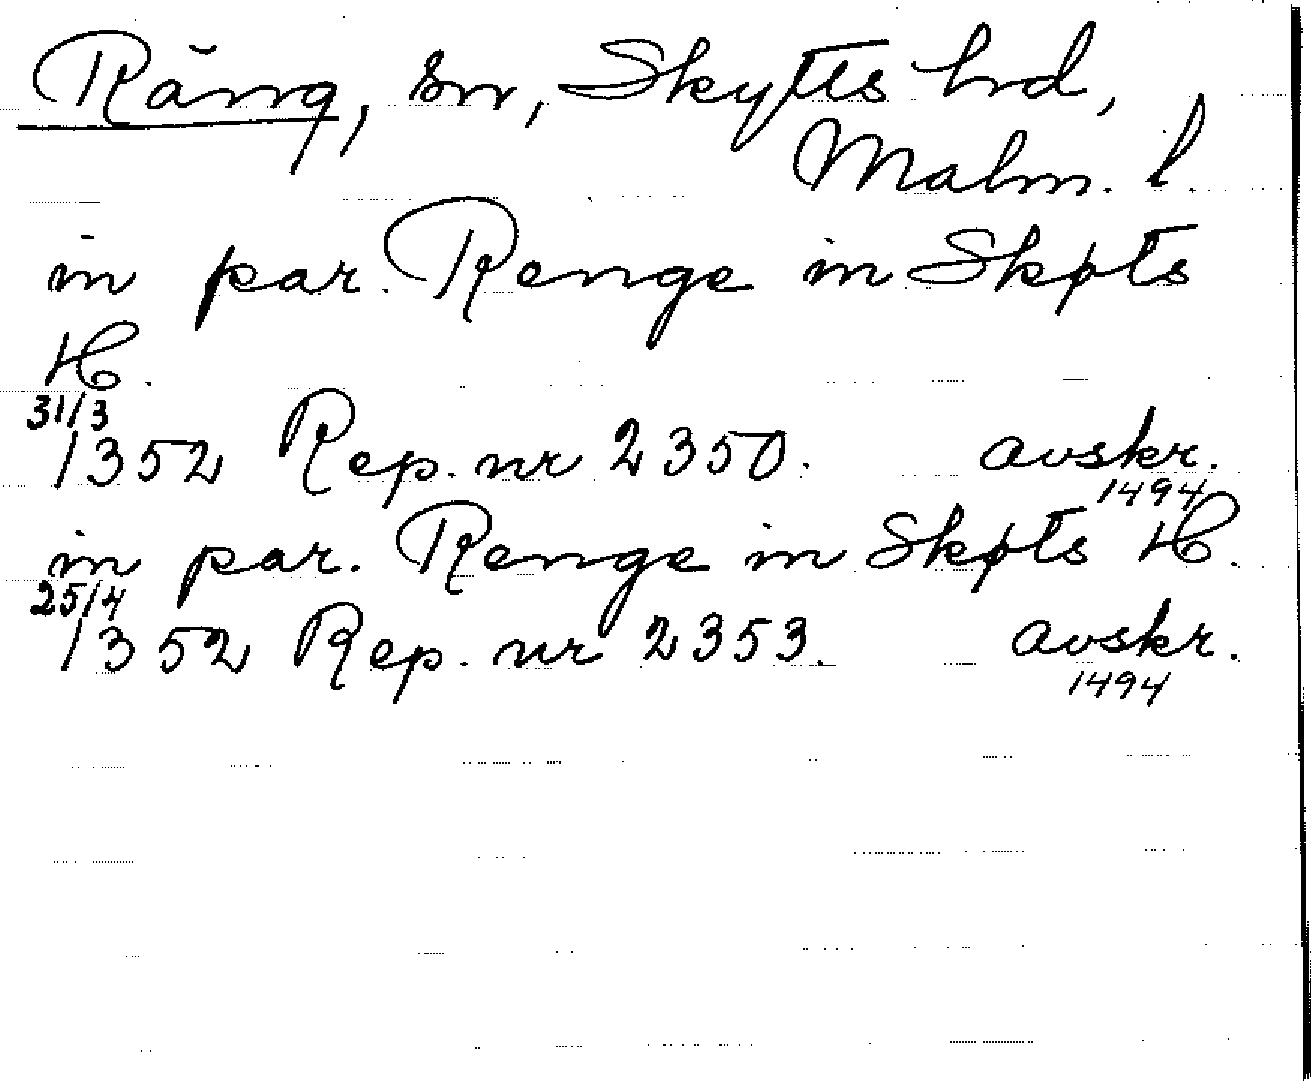 Räng, sn, Skytts hd,
Malm. l.
in par. Renge in Skpts
H.
31/3
1352 Rep. nr 2350. avskr.
1494
in par. Renge in Skpts H.
25/4
1352 Rep. nr 2353. avskr.
1494